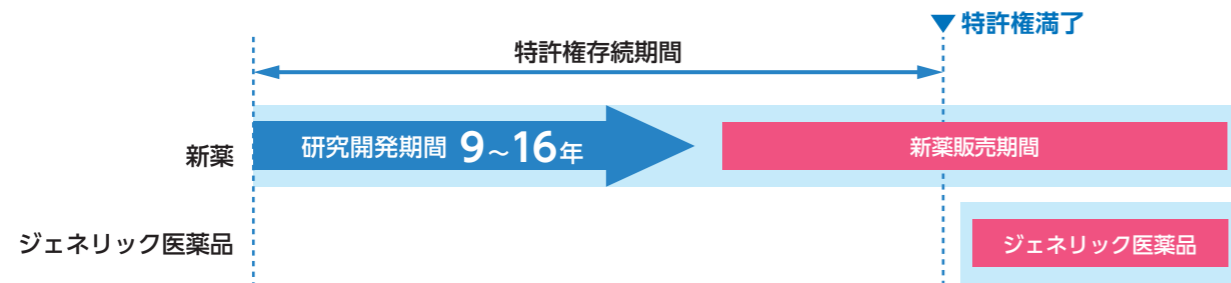 ▼特許権満了
特許権存続期間
新薬
研究開発期間 9～16年
新薬販売期間
ジェネリック医薬品
ジェネリック医薬品